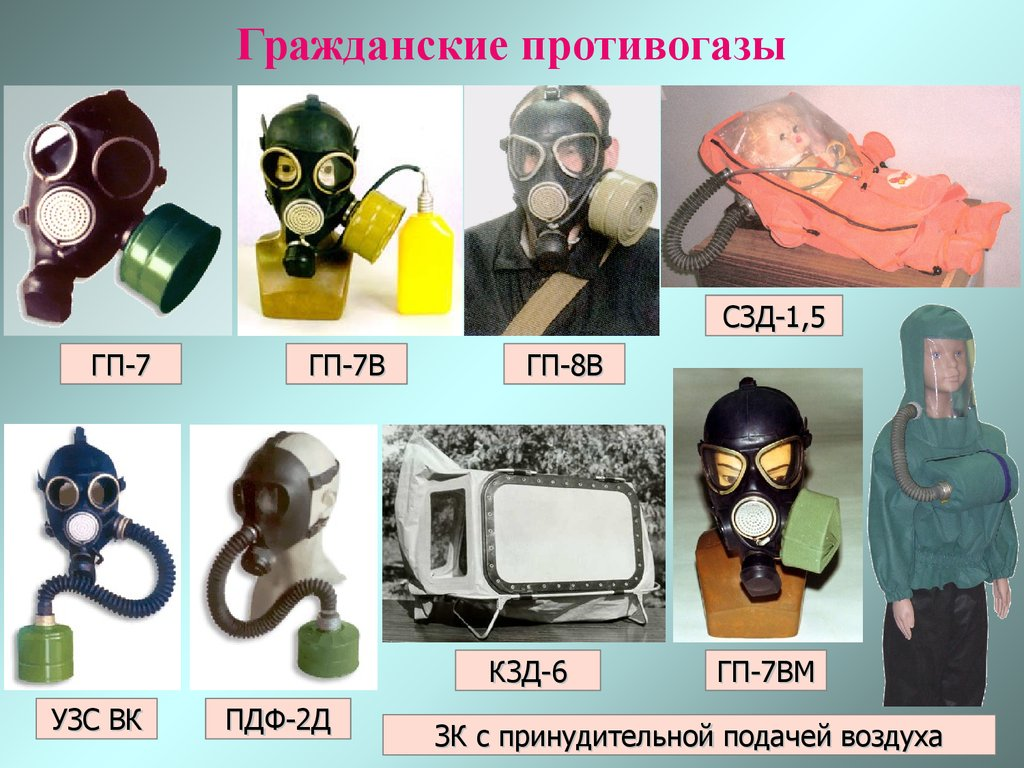 Гражданские противогазы
СЗД-1,5
ГП-7
ГП-7В
ГП-8В
КЗД-6
ГП-7ВМ
УЗС ВК
ПДФ-2Д
ЗК с принудительной подачей воздуха